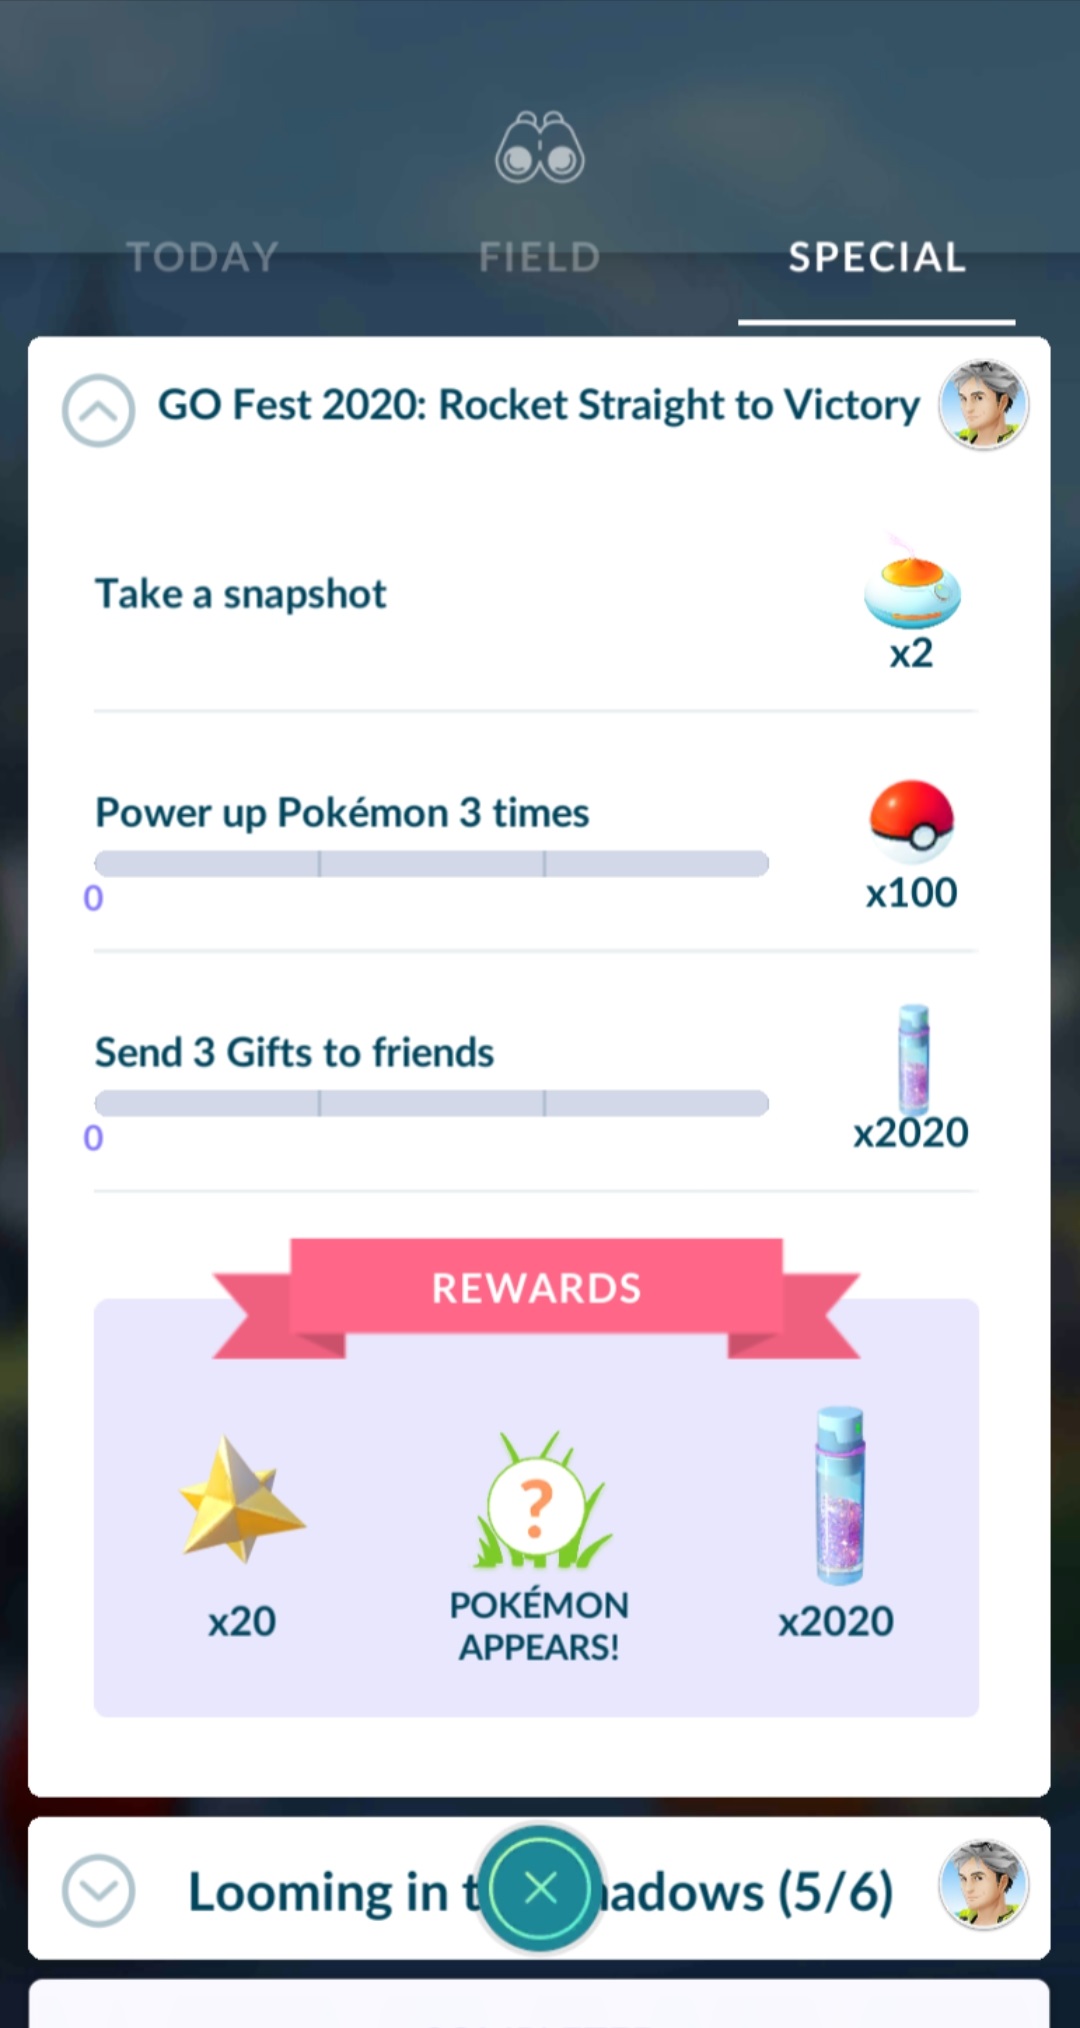 TODAY FIELD SPECIAL
GO Fest 2020: Rocket Straight to Victory
Take a snapshot
x2
Power up Pokémon 3 times
x100
0
Send 3 Gifts to friends
x2020
0
REWARDS
?
x20
POKÉMON
APPEARS!
x2020
Looming in t adows (5/6)